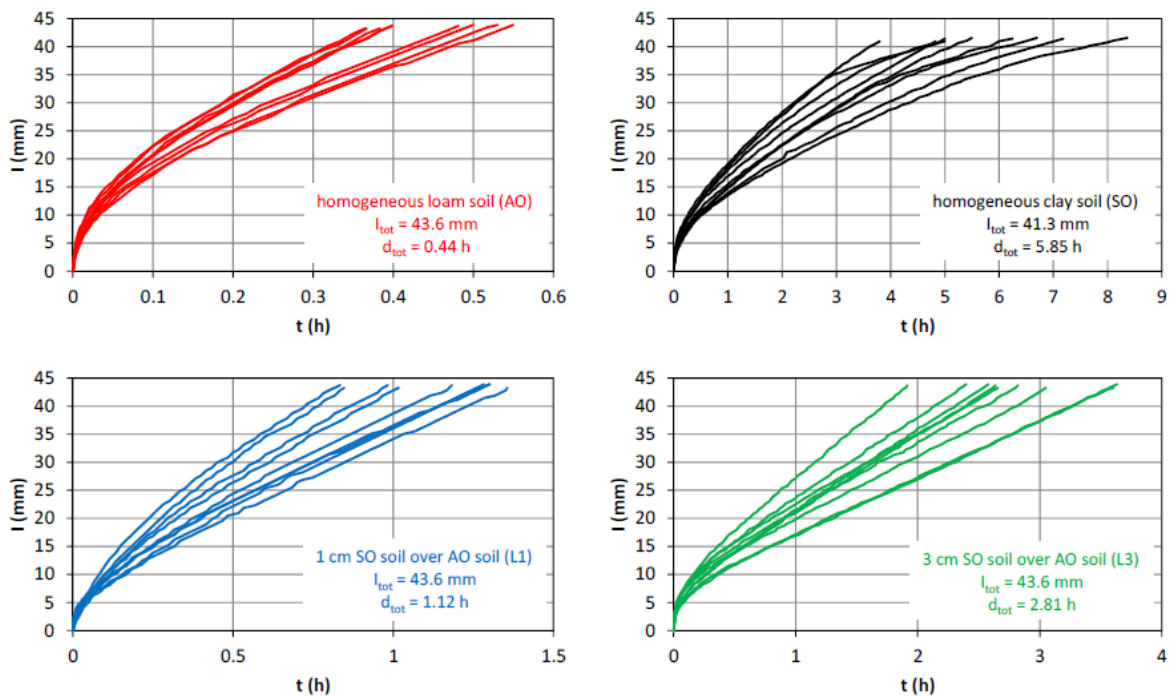 45
40
35
30
25
20
15
10
5
0
I (mm)
homogeneous loam soil (AO)
Itot = 43.6 mm
dtot = 0.44 h
0 0.1 0.2 0.3 0.4 0.5 0.6
t (h)
45
40
35
30
25
20
15
10
5
0
I (mm)
homogeneous clay soil (SO)
Itot = 41.3 mm
dtot = 5.85 h
0 1 2 3 4 5 6 7 8 9
t (h)
45
40
35
30
25
20
15
10
5
0
I (mm)
1 cm SO soil over AO soil (L1)
Itot = 43.6 mm
dtot = 1.12 h
0 0.5 1 1.5
t (h)
45
40
35
30
25
20
15
10
5
0
I (mm)
3 cm SO soil over AO soil (L3)
Itot = 43.6 mm
dtot = 2.81 h
0 1 2 3 4
t (h)